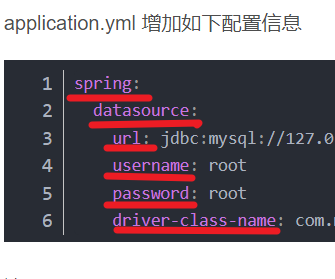 application.yml 增加如下配置信息
1 spring:
2 datasource:
3 url: jdbc:mysql://127.0
4 username: root
5 password: root
6 driver-class-name: com.